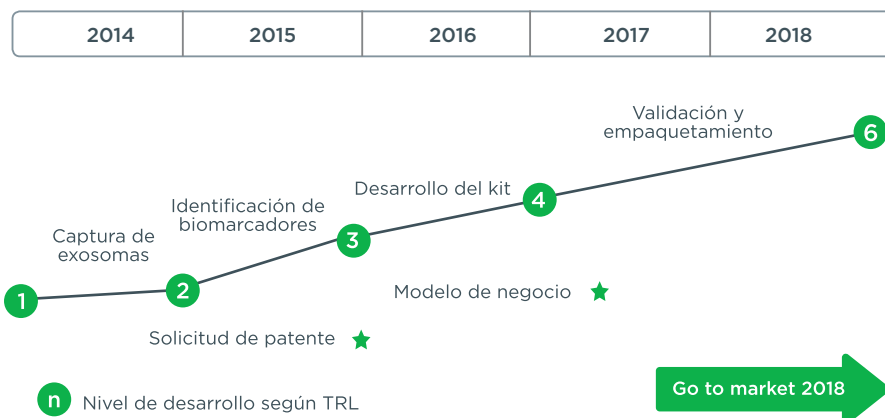 2014 2015 2016 2017 2018
Validación y
empaquetamiento
6
Desarrollo del kit
4
Identificación de
biomarcadores
3
Captura de
exosomas
1
2
Modelo de negocio
Solicitud de patente
Go to market 2018
n Nivel de desarrollo según TRL